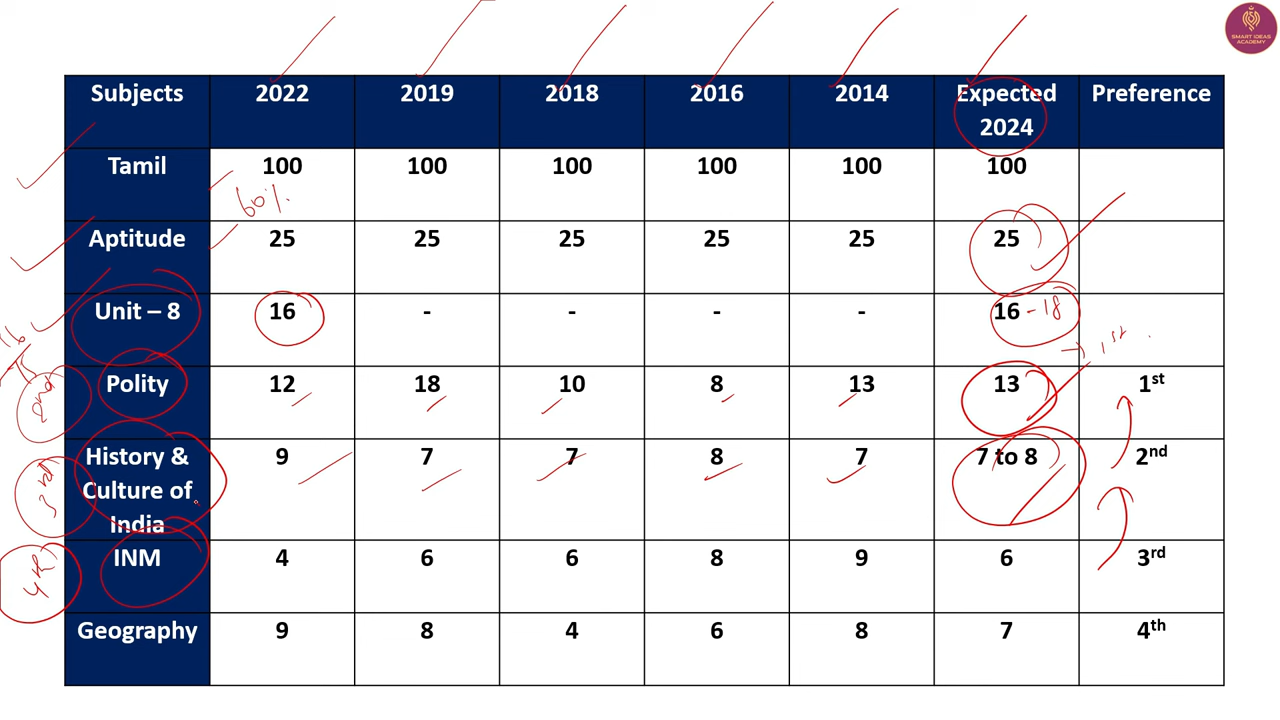 SMART IDEAS
ACADEMY
Subjects 2022 2019 2018 2016 2014 Expected 2024 Preference
Tamil 100 100 100 100 100 100
60%
Aptitude 25 25 25 25 25 25
Unit – 8 16 - - - - 16 - 18
→ 1st
Polity 12 18 10 8 13 13 1st
2nd
History & Culture of India 9 7 7 8 7 7 to 8 2nd
3rd
INM 4 6 6 8 9 6 3rd
4th
Geography 9 8 4 6 8 7 4th